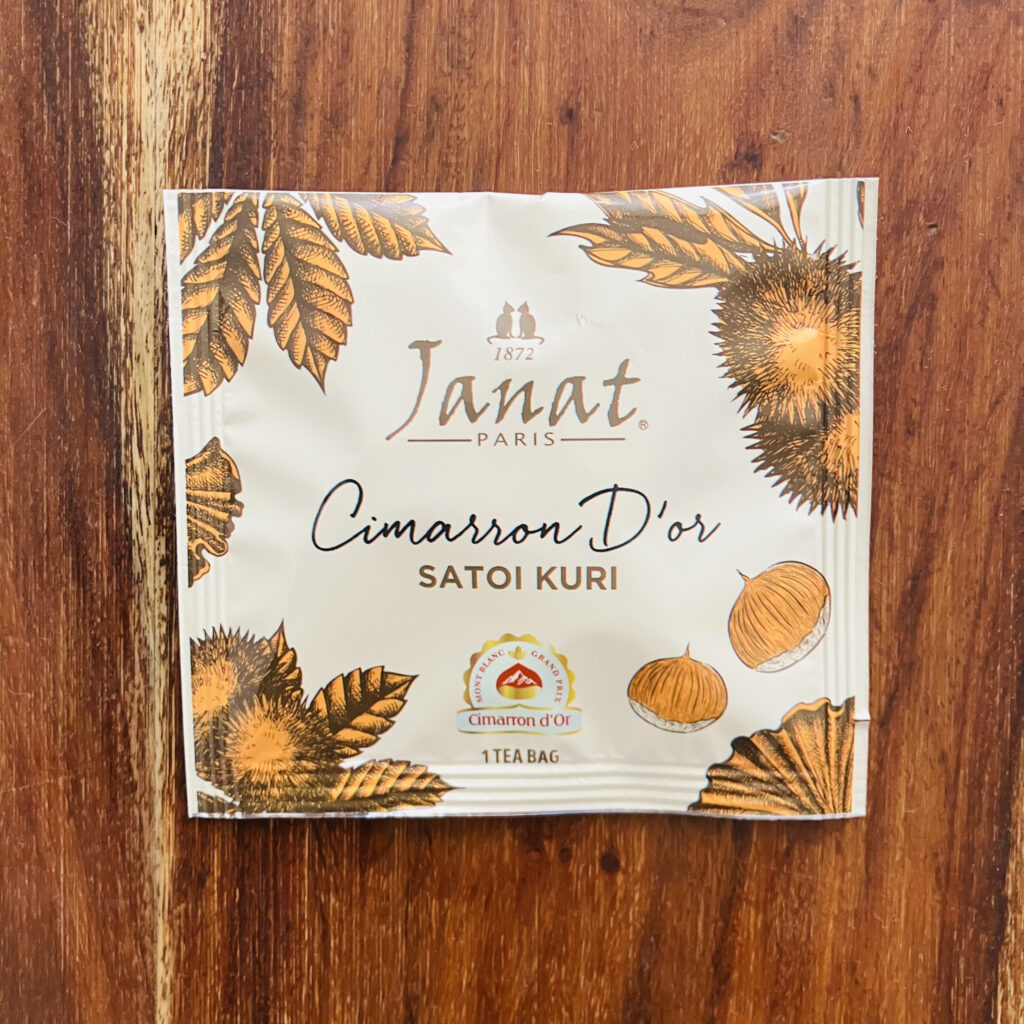 1872
Janat®
PARIS
Cimarron D'or
SATOI KURI
MONT BLANC GRAND PRIX
Cimarron d'Or
1 TEA BAG